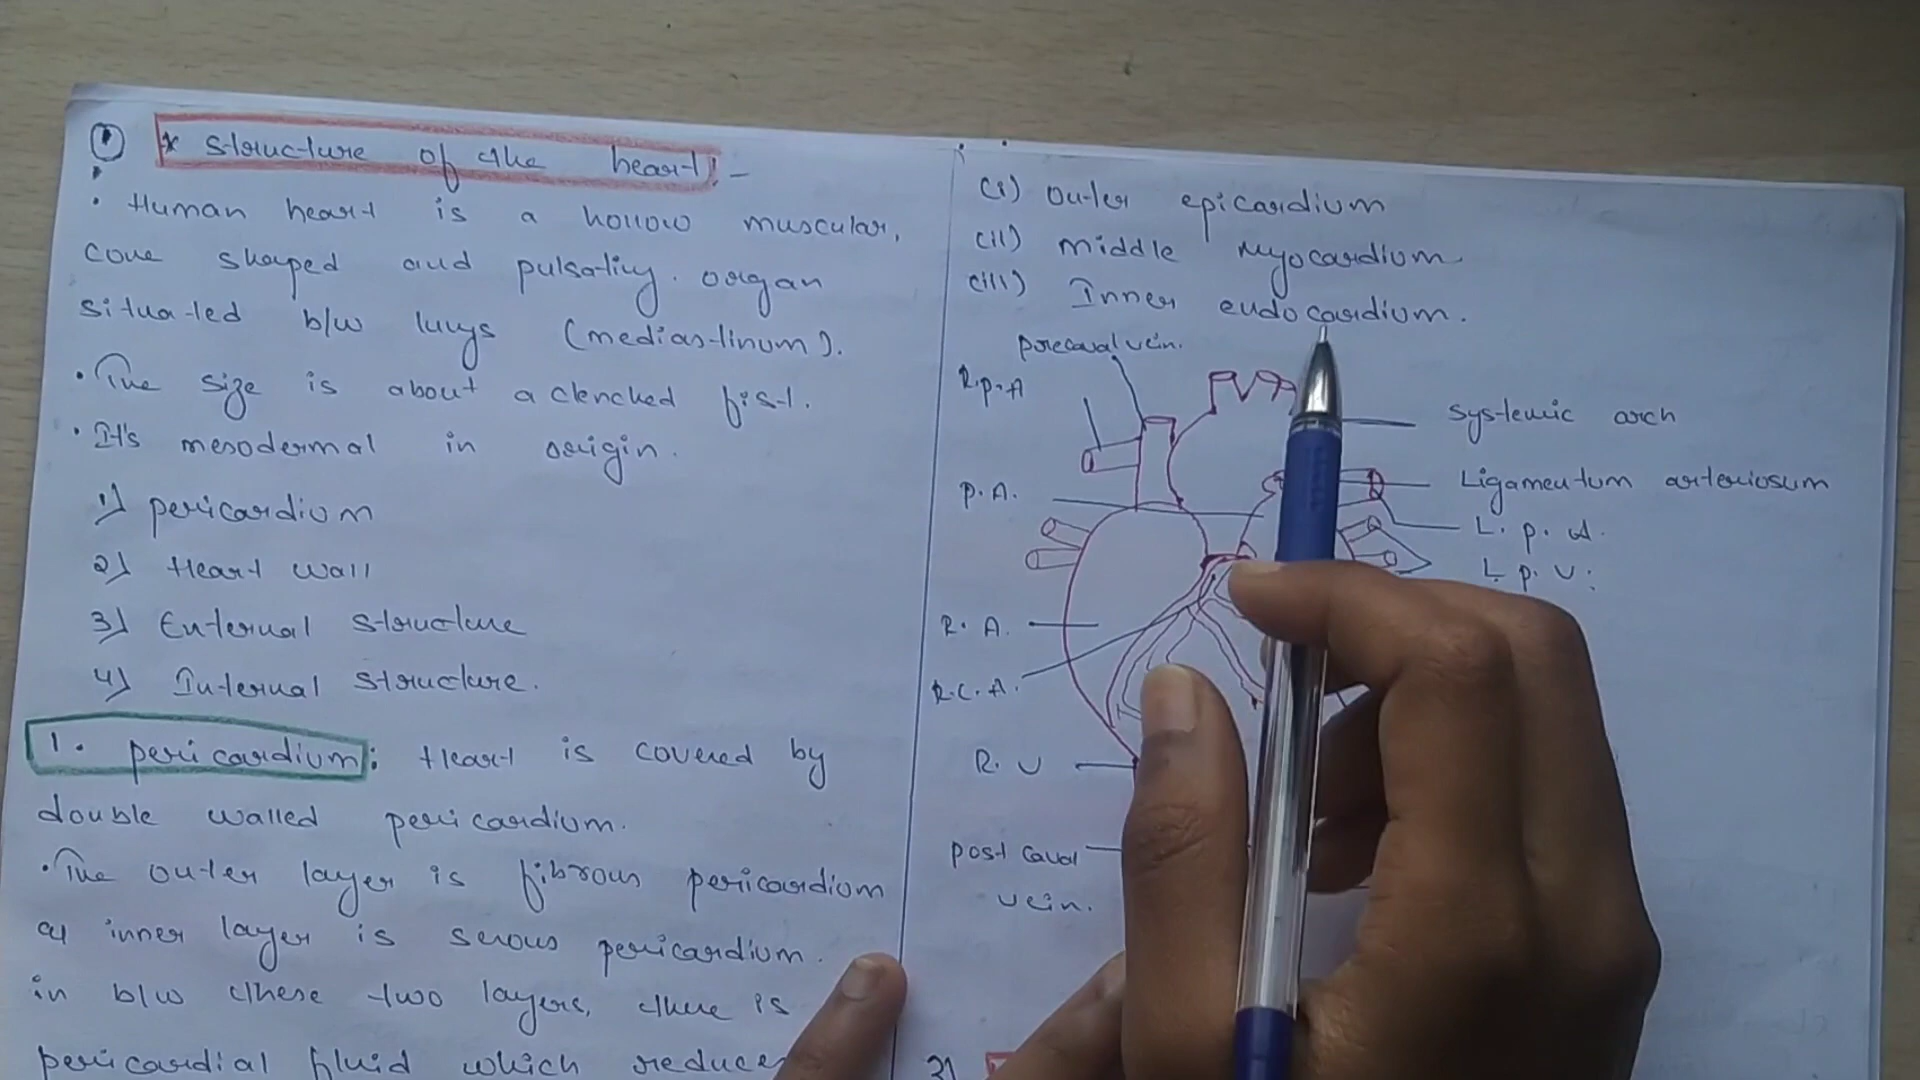 1
* Structure of the heart :-
• Human heart is a hollow muscular,
cone shaped and pulsating. organ
situated b/w lungs (mediastinum).
• The size is about a clenched fist.
• It's mesodermal in origin.
1) pericardium
2) Heart wall
3) External structure
4) Internal structure.
1. pericardium : Heart is covered by
double walled pericardium.
• The outer layer is fibrous pericardium
& inner layer is serous pericardium.
in b/w these two layers, there is
pericardial fluid which reduces
(i) outer epicardium
(ii) middle myocardium
(iii) Inner endocardium.
precaval vein.
R.p.A
systemic arch
Ligamentum arteriosum
P.A.
L.p.A.
L.p.v.
R.A.
R.C.A.
R.V
post caval
vein.
3)